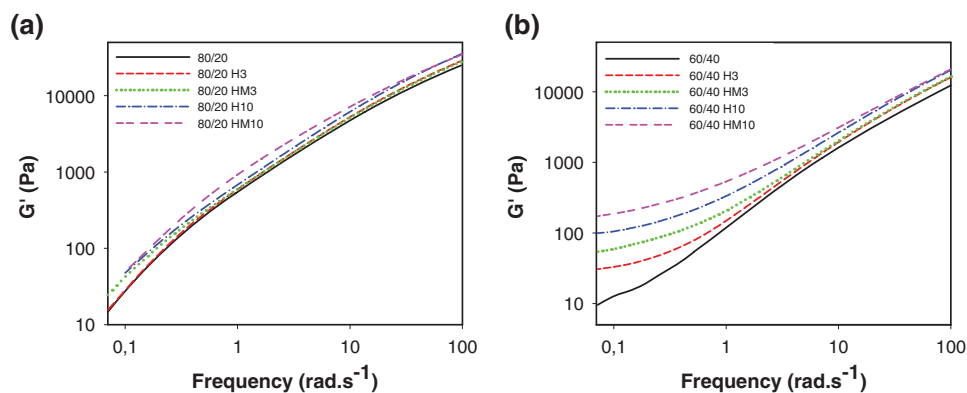 (a)
80/20
80/20 H3
80/20 HM3
80/20 H10
80/20 HM10
10000
1000
100
10
G' (Pa)
0,1
1
10
100
Frequency (rad.s-1)
(b)
60/40
60/40 H3
60/40 HM3
60/40 H10
60/40 HM10
10000
1000
100
10
G' (Pa)
0,1
1
10
100
Frequency (rad.s-1)